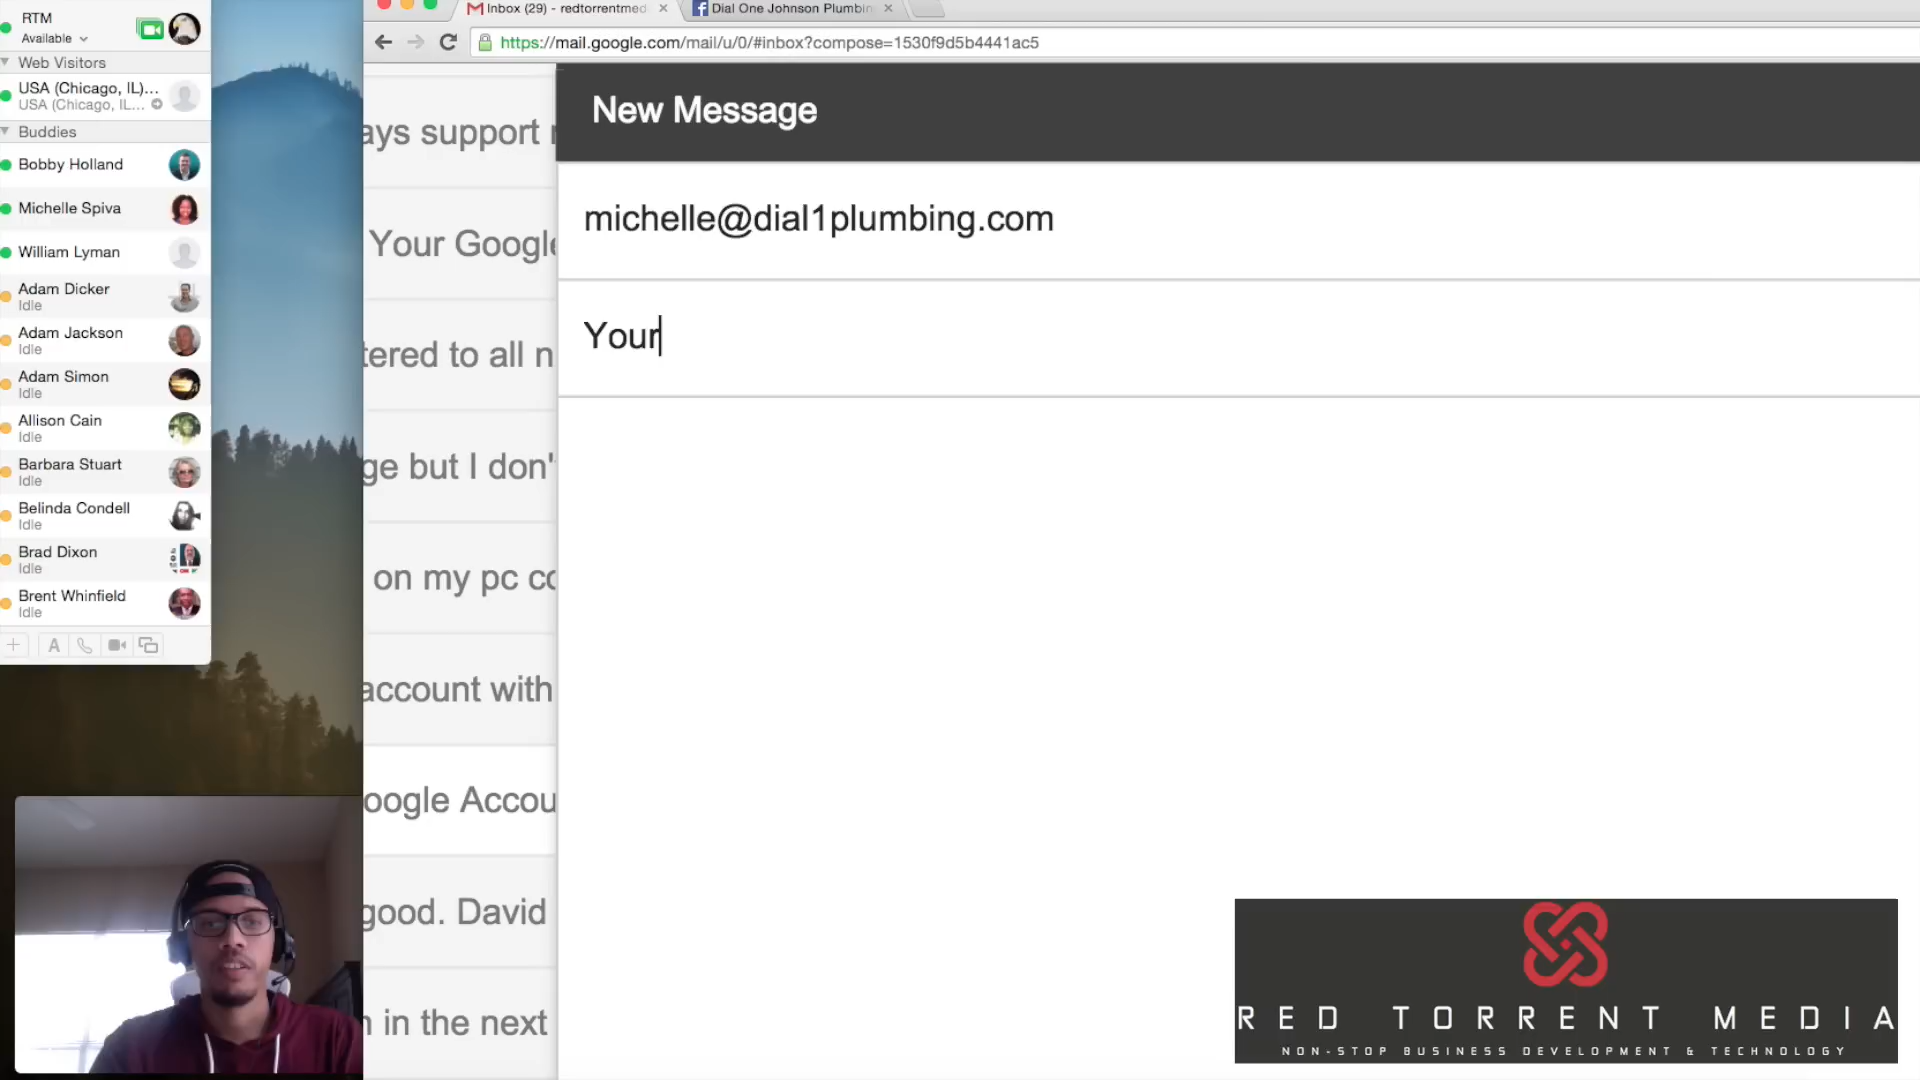 RTM
Available
Web Visitors
USA (Chicago, IL)...
USA (Chicago, IL...
Buddies
Bobby Holland
Michelle Spiva
William Lyman
Adam Dicker
Idle
Adam Jackson
Idle
Adam Simon
Idle
Allison Cain
Idle
Barbara Stuart
Idle
Belinda Condell
Idle
Brad Dixon
Idle
Brent Whinfield
Idle
A
Inbox (29) - redtorrentmed
Dial One Johnson Plumbin
https://mail.google.com/mail/u/0/#inbox?compose=1530f9d5b4441ac5
ays support
Your Google
tered to all n
ge but I don'
on my pc co
account with
oogle Accou
good. David
in the next
New Message
michelle@dial1plumbing.com
Your
RED TORRENT MEDIA
NON-STOP BUSINESS DEVELOPMENT & TECHNOLOGY